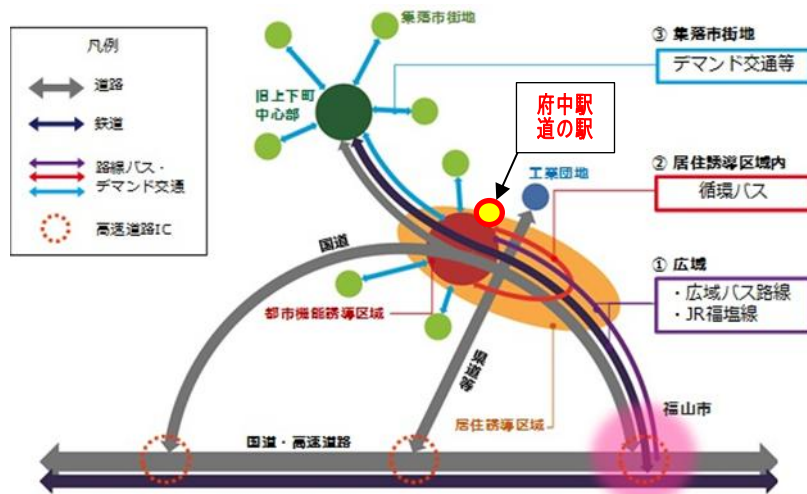 凡例
道路
鉄道
路線バス・
デマンド交通
高速道路IC
集落市街地
旧上下町
中心部
府中駅
道の駅
工業団地
③ 集落市街地
デマンド交通等
② 居住誘導区域内
循環バス
① 広域
・広域バス路線
・JR福塩線
国道
都市機能誘導区域
県道等
居住誘導区域
福山市
国道・高速道路